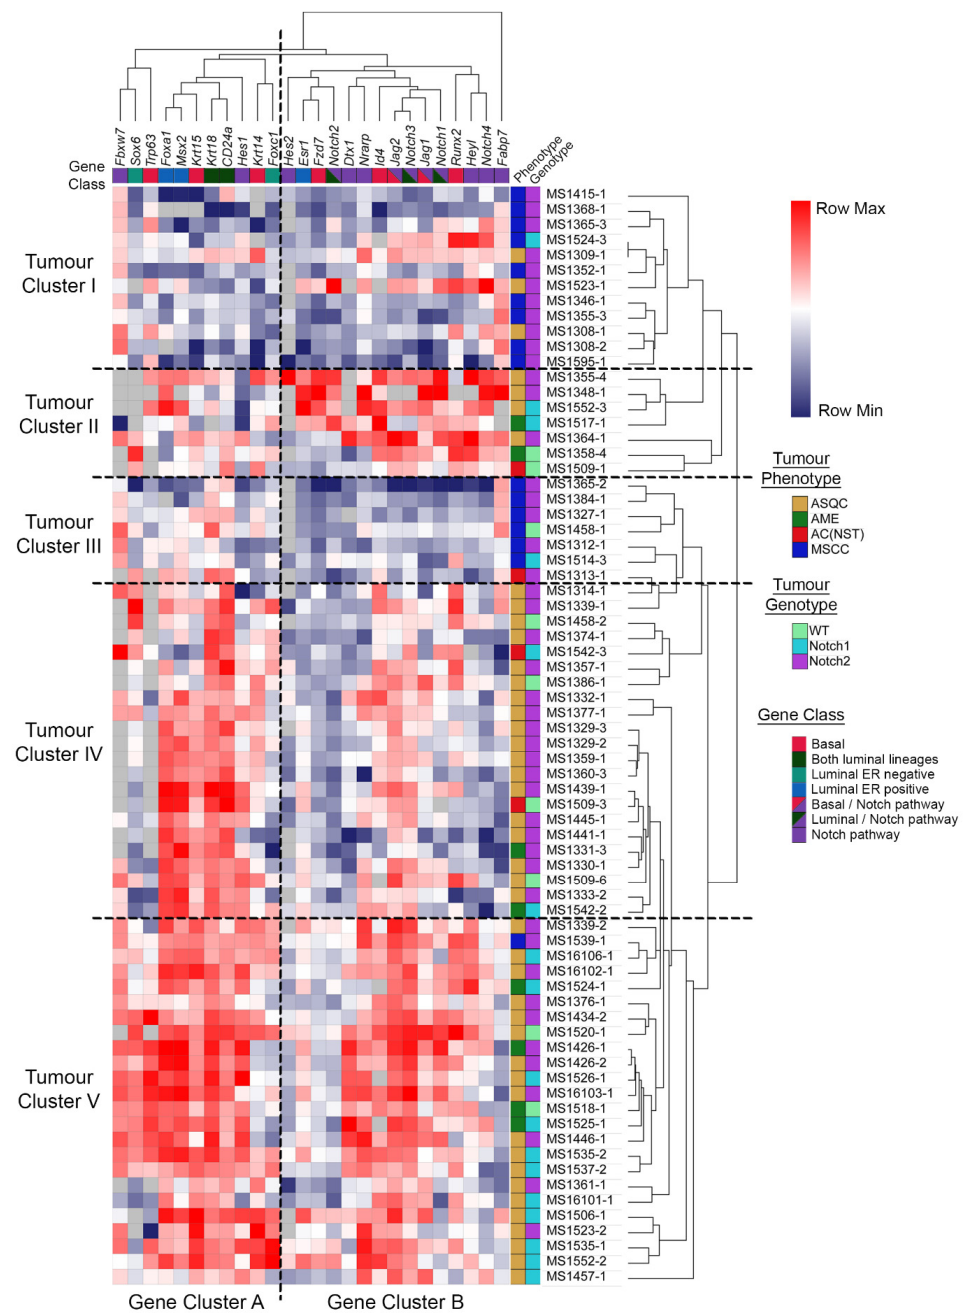 Fbxw7
Sox6
Trp63
Foxa1
Msx2
Krt15
Krt18
CD24a
Hes1
Krt14
Foxc1
Hes2
Esr1
Fzd7
Notch2
Dtx1
Nrarp
Id4
Jag2
Notch3
Jag1
Notch1
Runx2
Heyl
Notch4
Fabp7
Gene
Class
Phenotype
Genotype
Tumour
Cluster I
Tumour
Cluster II
Tumour
Cluster III
Tumour
Cluster IV
Tumour
Cluster V
MS1415-1
MS1368-1
MS1365-3
MS1524-3
MS1309-1
MS1352-1
MS1523-1
MS1346-1
MS1355-3
MS1308-1
MS1308-2
MS1595-1
MS1355-4
MS1348-1
MS1552-3
MS1517-1
MS1364-1
MS1358-4
MS1509-1
MS1365-2
MS1384-1
MS1327-1
MS1458-1
MS1312-1
MS1514-3
MS1313-1
MS1314-1
MS1339-1
MS1458-2
MS1374-1
MS1542-3
MS1357-1
MS1386-1
MS1332-1
MS1377-1
MS1329-3
MS1329-2
MS1359-1
MS1360-3
MS1439-1
MS1509-3
MS1445-1
MS1441-1
MS1331-3
MS1330-1
MS1509-6
MS1333-2
MS1542-2
MS1339-2
MS1539-1
MS16106-1
MS16102-1
MS1524-1
MS1376-1
MS1434-2
MS1520-1
MS1426-1
MS1426-2
MS1526-1
MS16103-1
MS1518-1
MS1525-1
MS1446-1
MS1535-2
MS1537-2
MS1361-1
MS16101-1
MS1506-1
MS1523-2
MS1535-1
MS1552-2
MS1457-1
Row Max
Row Min
Tumour
Phenotype
ASQC
AME
AC(NST)
MSCC
Tumour
Genotype
WT
Notch1
Notch2
Gene Class
Basal
Both luminal lineages
Luminal ER negative
Luminal ER positive
Basal / Notch pathway
Luminal / Notch pathway
Notch pathway
Gene Cluster A
Gene Cluster B